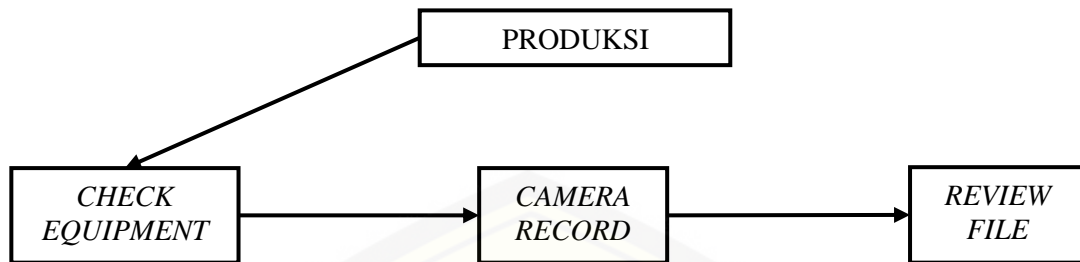 PRODUKSI
CHECK
EQUIPMENT
CAMERA
RECORD
REVIEW
FILE